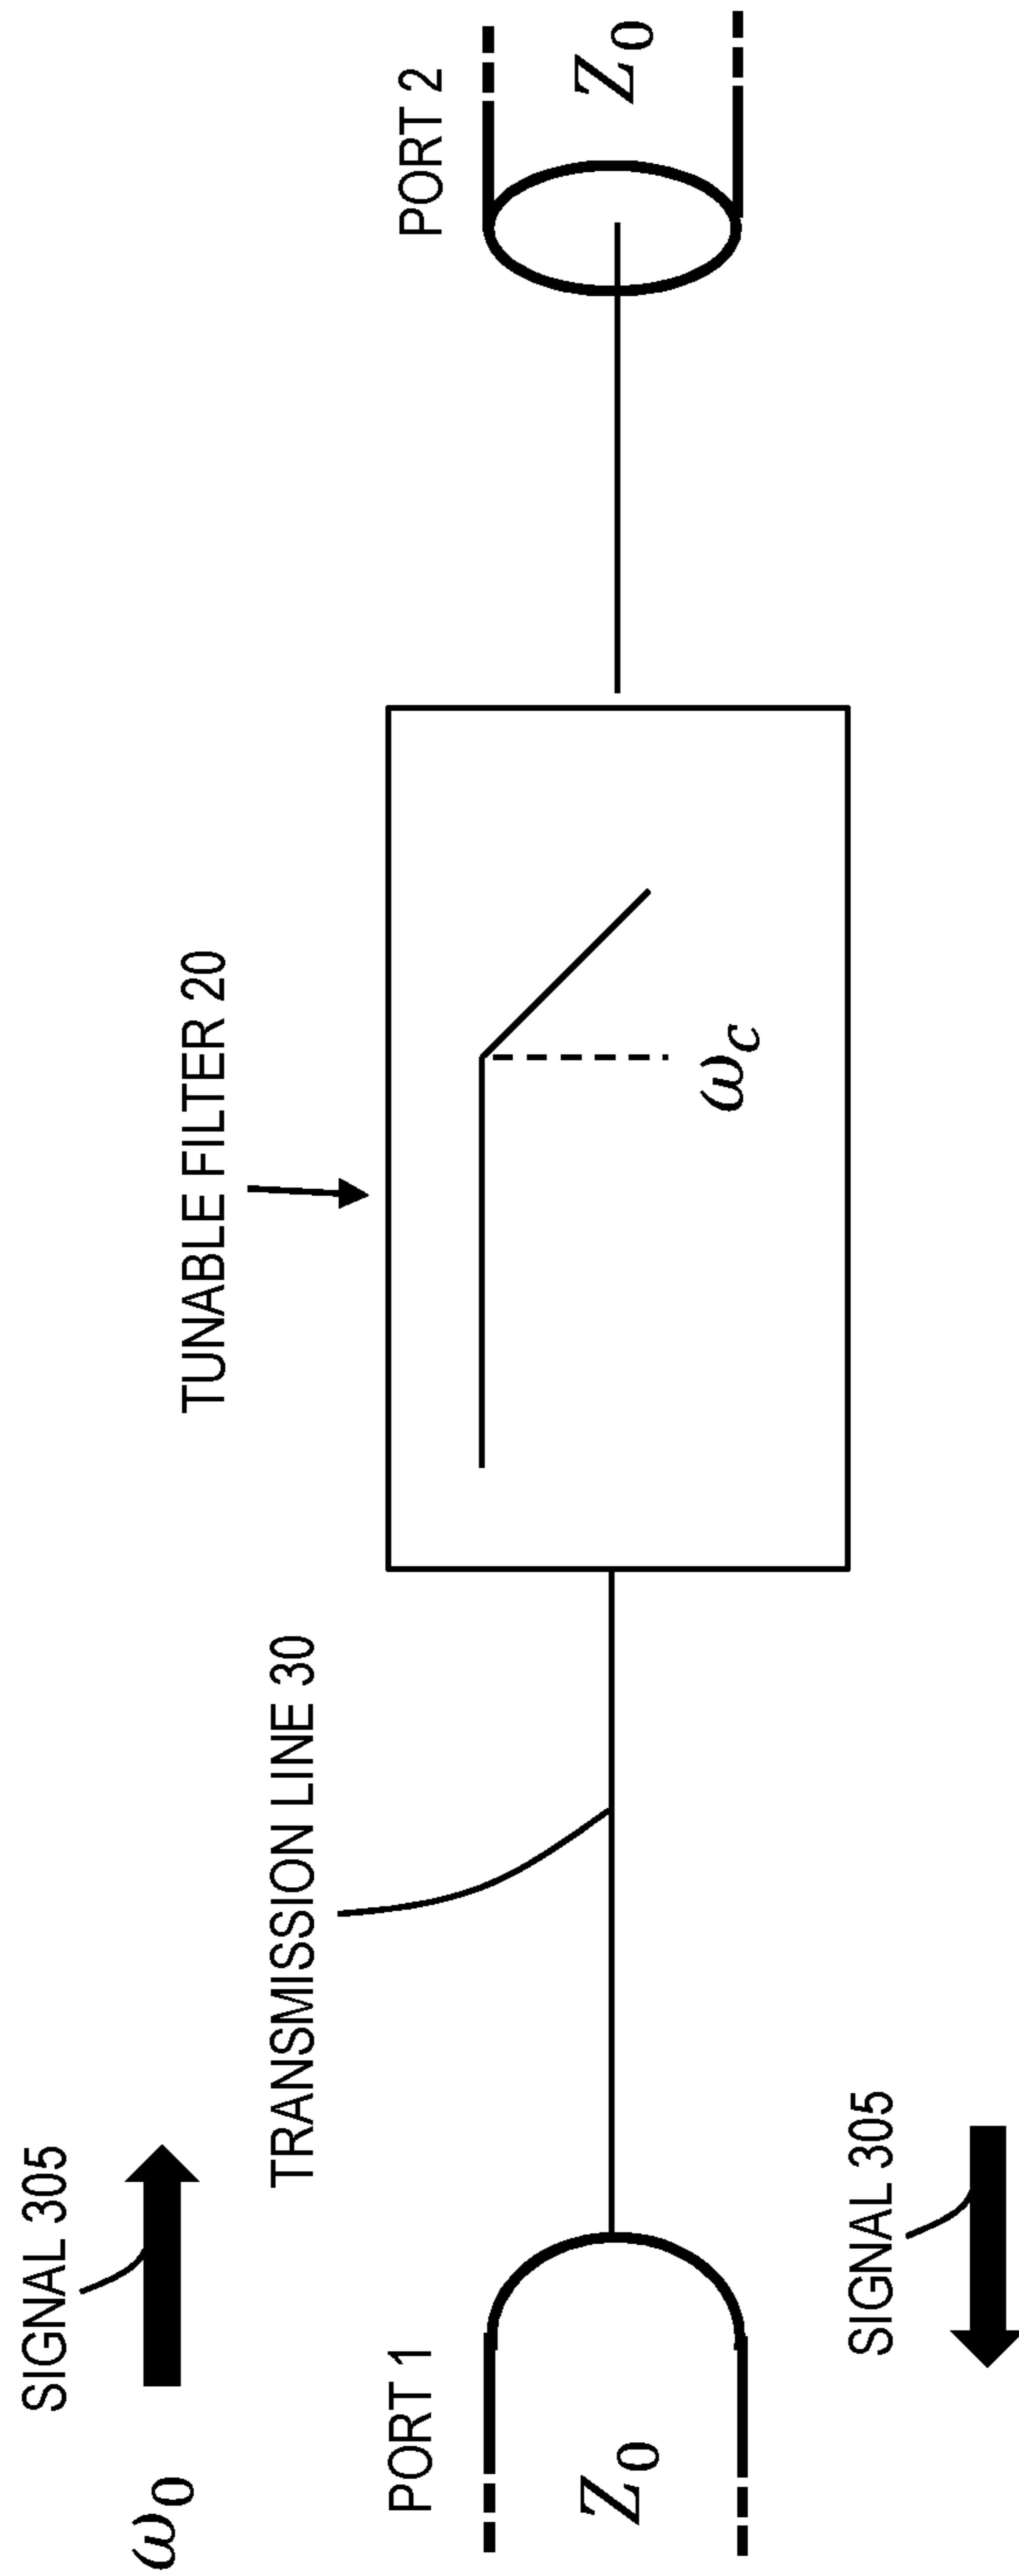 SIGNAL 305
ω0
TRANSMISSION LINE 30
TUNABLE FILTER 20
PORT 1
Z0
ωc
PORT 2
Z0
SIGNAL 305